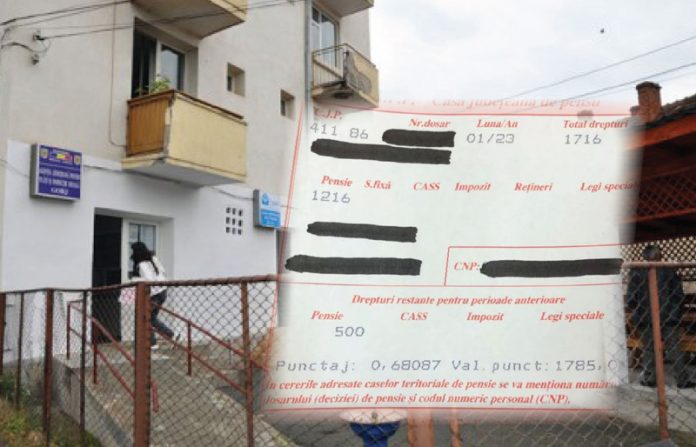 Casa județeană de pensii
C.J.P. Nr.dosar Luna/An Total drepturi
411 86 01/23 1716
Pensie S.fixă CASS Impozit Rețineri Legi speciale
1216
CNP:
Drepturi restante pentru perioade anterioare
Pensie CASS Impozit Legi speciale
500
Punctaj: 0,68087 Val.punct:1785,
În cererile adresate caselor teritoriale de pensie se va menționa numărul
dosarului (deciziei) de pensie și codul numeric personal (CNP).